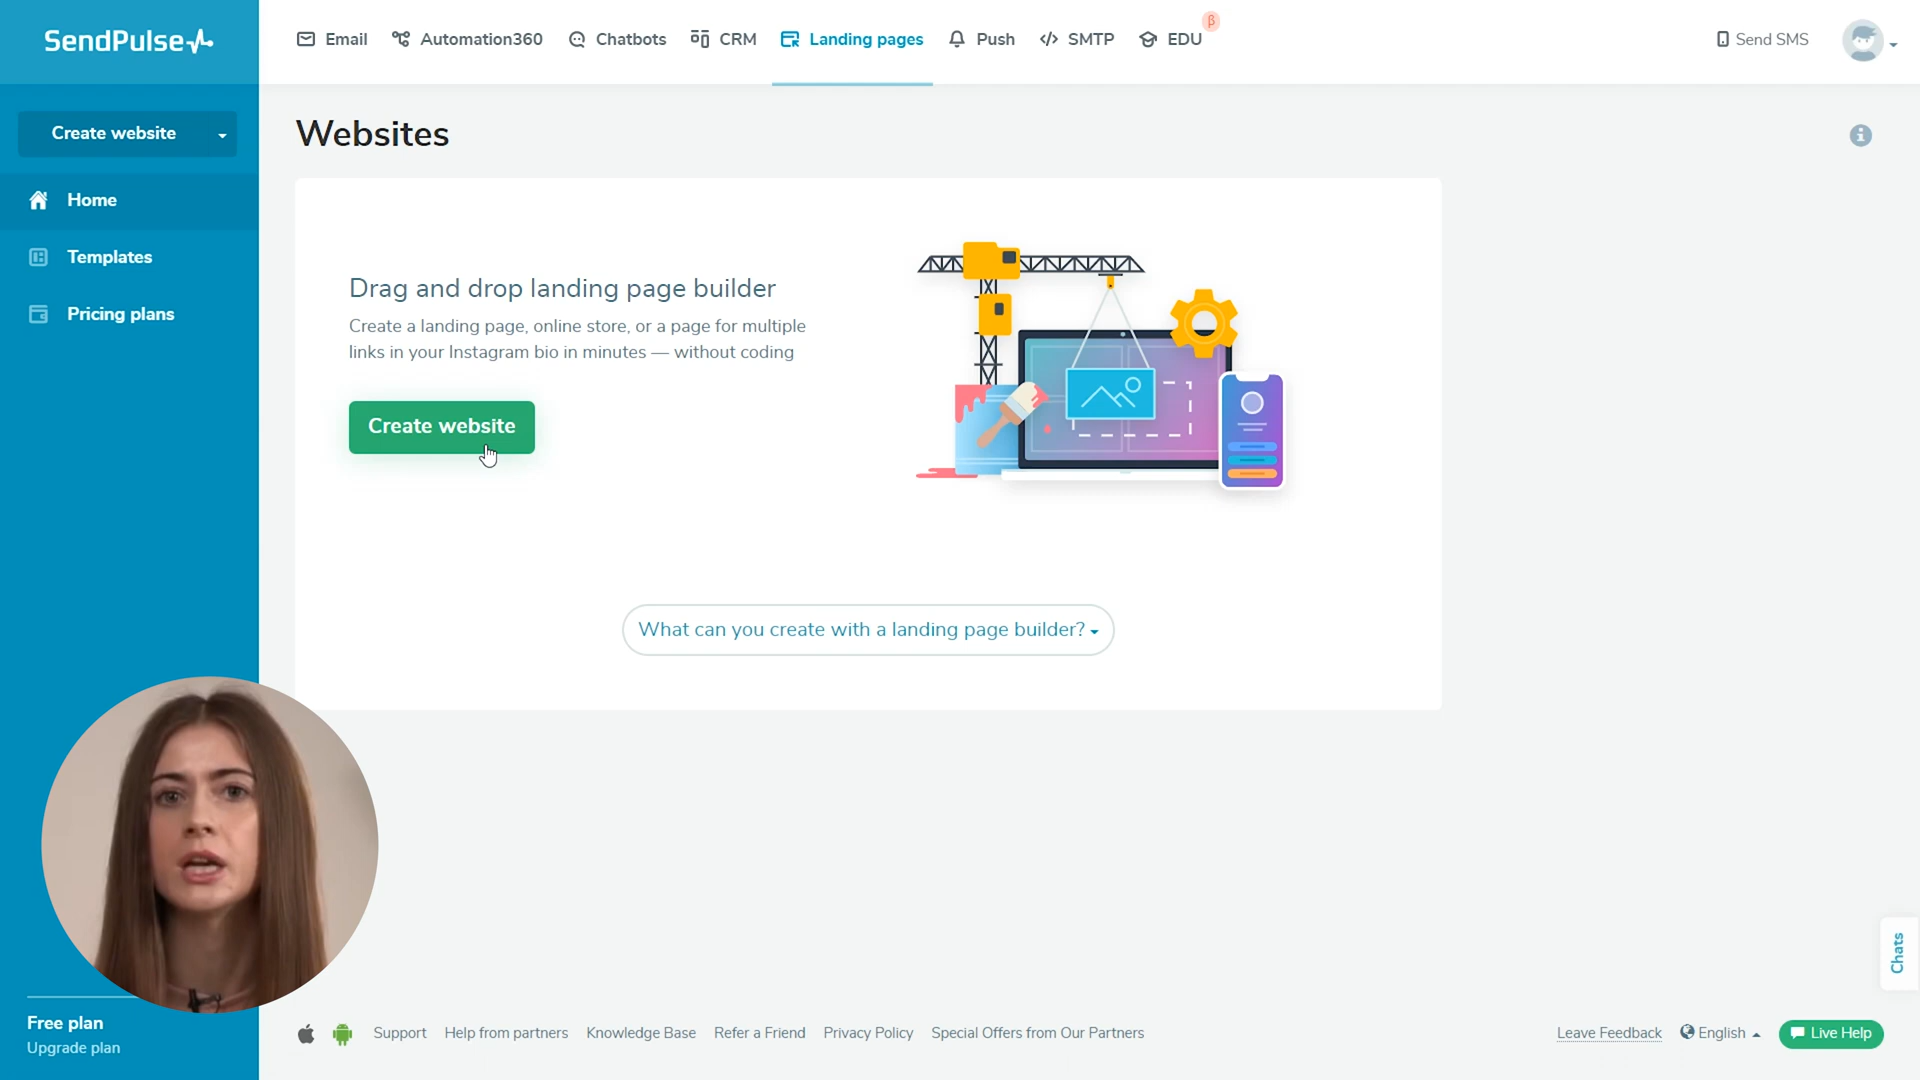 SendPulse
Email
Automation360
Chatbots
CRM
Landing pages
Push
SMTP
EDU
β
Send SMS
Create website
Home
Templates
Pricing plans
Websites
Drag and drop landing page builder
Create a landing page, online store, or a page for multiple
links in your Instagram bio in minutes — without coding
Create website
What can you create with a landing page builder?
Chats
Free plan
Upgrade plan
Support
Help from partners
Knowledge Base
Refer a Friend
Privacy Policy
Special Offers from Our Partners
Leave Feedback
English
Live Help